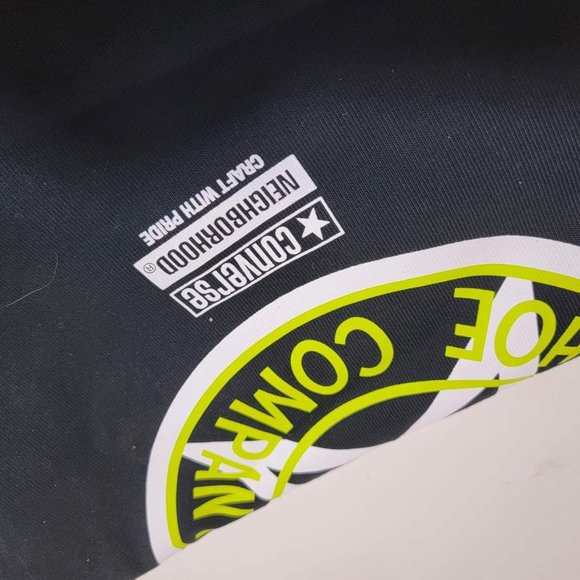 HOE COMPAN
CONVERSE
NEIGHBORHOOD®
CRAFT WITH PRIDE